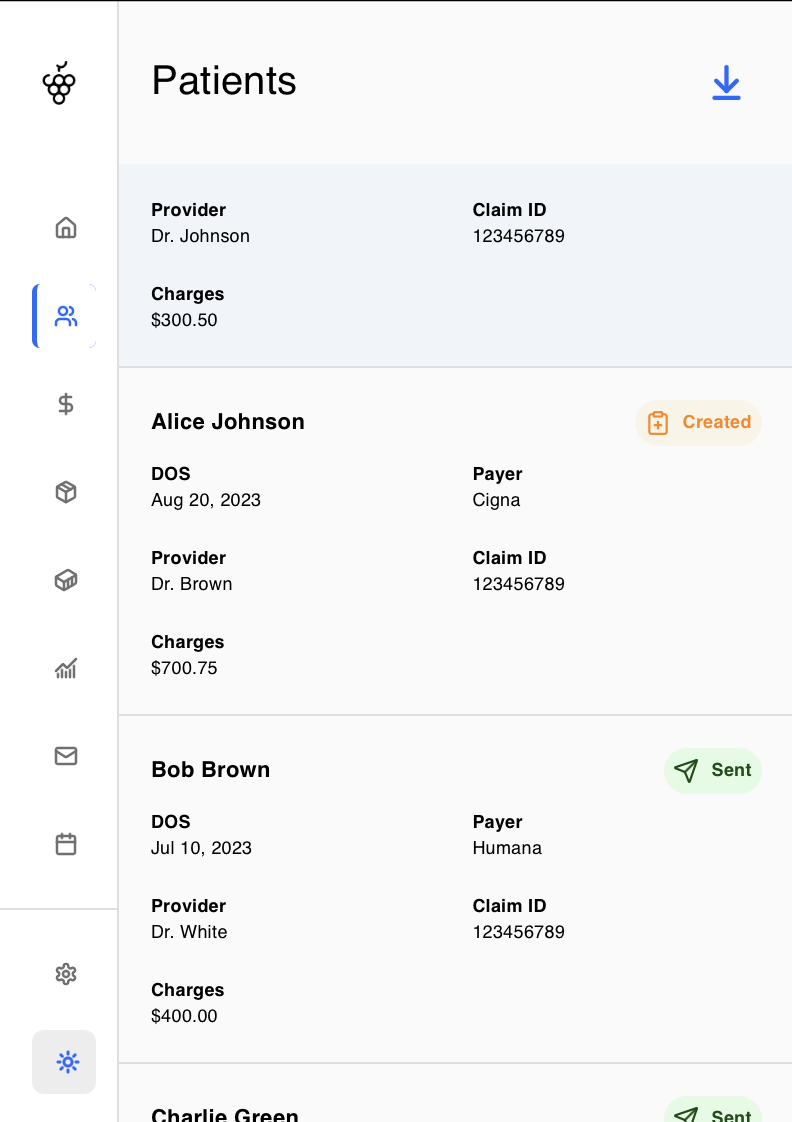 Patients
Provider Claim ID
Dr. Johnson 123456789
Charges
$300.50
Alice Johnson Created
DOS Payer
Aug 20, 2023 Cigna
Provider Claim ID
Dr. Brown 123456789
Charges
$700.75
Bob Brown Sent
DOS Payer
Jul 10, 2023 Humana
Provider Claim ID
Dr. White 123456789
Charges
$400.00
Charlie Green Sent